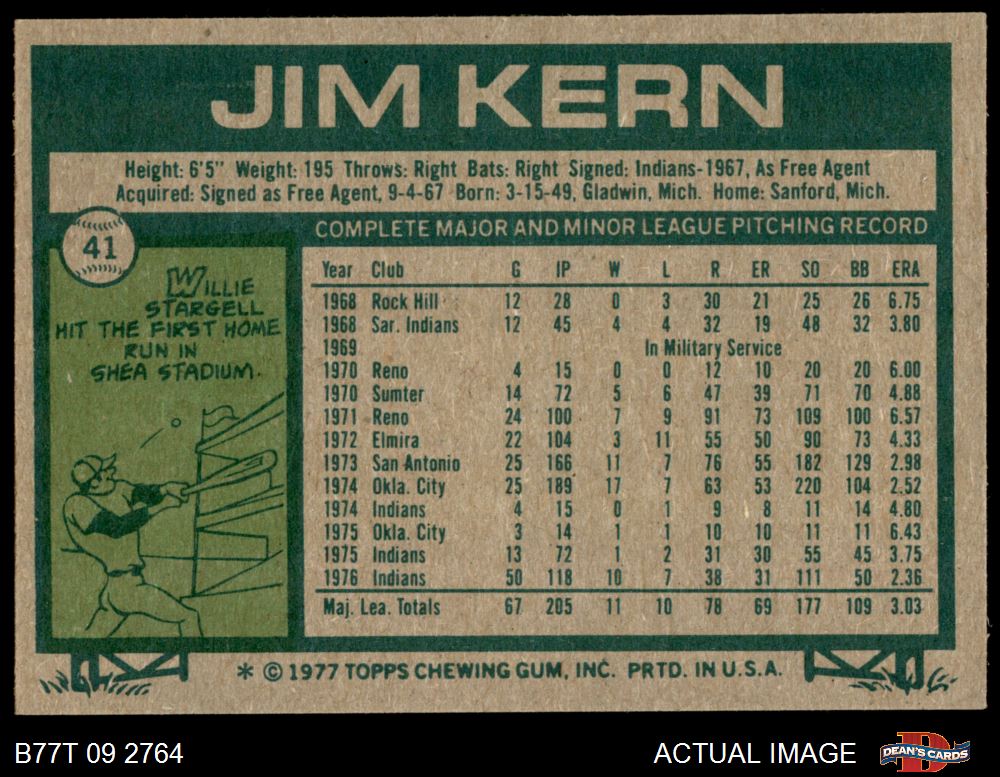 JIM KERN
Height: 6'5" Weight: 195 Throws: Right Bats: Right Signed: Indians-1967, As Free Agent
Acquired: Signed as Free Agent, 9-4-67 Born: 3-15-49, Gladwin, Mich. Home: Sanford, Mich.
41
WILLIE
STARGELL
HIT THE FIRST HOME
RUN IN
SHEA STADIUM.
COMPLETE MAJOR AND MINOR LEAGUE PITCHING RECORD
Year Club G IP W L R ER SO BB ERA
1968 Rock Hill 12 28 0 3 30 21 25 26 6.75
1968 Sar. Indians 12 45 4 4 32 19 48 32 3.80
1969 In Military Service
1970 Reno 4 15 0 0 12 10 20 20 6.00
1970 Sumter 14 72 5 6 47 39 71 70 4.88
1971 Reno 24 100 7 9 91 73 109 100 6.57
1972 Elmira 22 104 3 11 55 50 90 73 4.33
1973 San Antonio 25 166 11 7 76 55 182 129 2.98
1974 Okla. City 25 189 17 7 63 53 220 104 2.52
1974 Indians 4 15 0 1 9 8 11 14 4.80
1975 Okla. City 3 14 1 1 10 10 11 11 6.43
1975 Indians 13 72 1 2 31 30 55 45 3.75
1976 Indians 50 118 10 7 38 31 111 50 2.36
Maj. Lea. Totals 67 205 11 10 78 69 177 109 3.03
* © 1977 TOPPS CHEWING GUM, INC. PRTD. IN U.S.A.
B77T 09 2764
ACTUAL IMAGE
D
DEAN'S CARDS